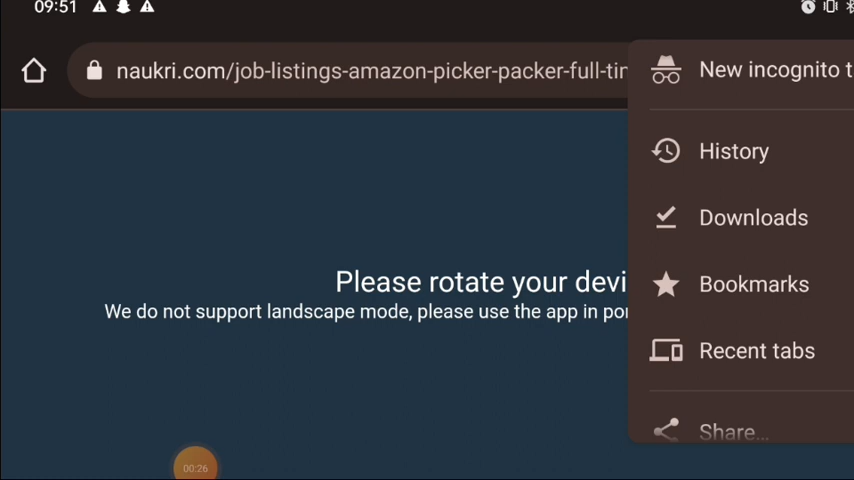 09:51
naukri.com/job-listings-amazon-picker-packer-full-tin
New incognito t
History
Downloads
Please rotate your devi
Bookmarks
We do not support landscape mode, please use the app in por
Recent tabs
Share...
00:26